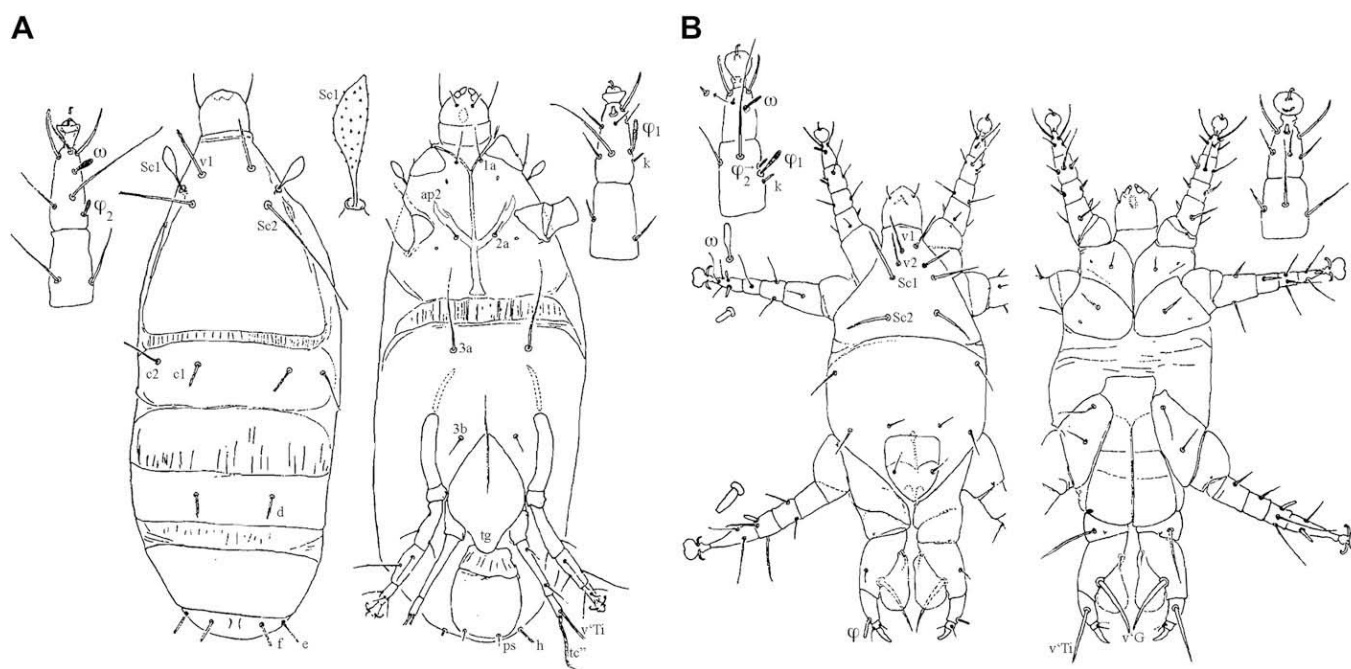 A
B
ω
φ2
Sc1
v1
Sc2
c2
c1
d
f
e
Sc1
1a
ap2
2a
3a
3b
tg
ps
h
v‘Ti
tc”
φ1
k
ω
φ1
φ2→
k
ω
v1
v2
Sc1
Sc2
φ
v‘Ti
v‘G